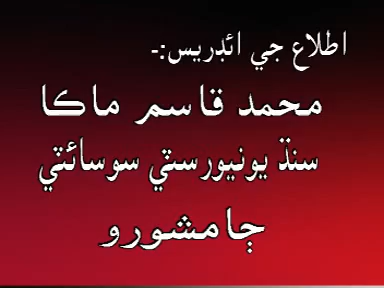 اطلاع جي ائڊريس:-
محمد قاسم ماڪا
سنڌ يونيورسٽي سوسائٽي
ڄامشورو